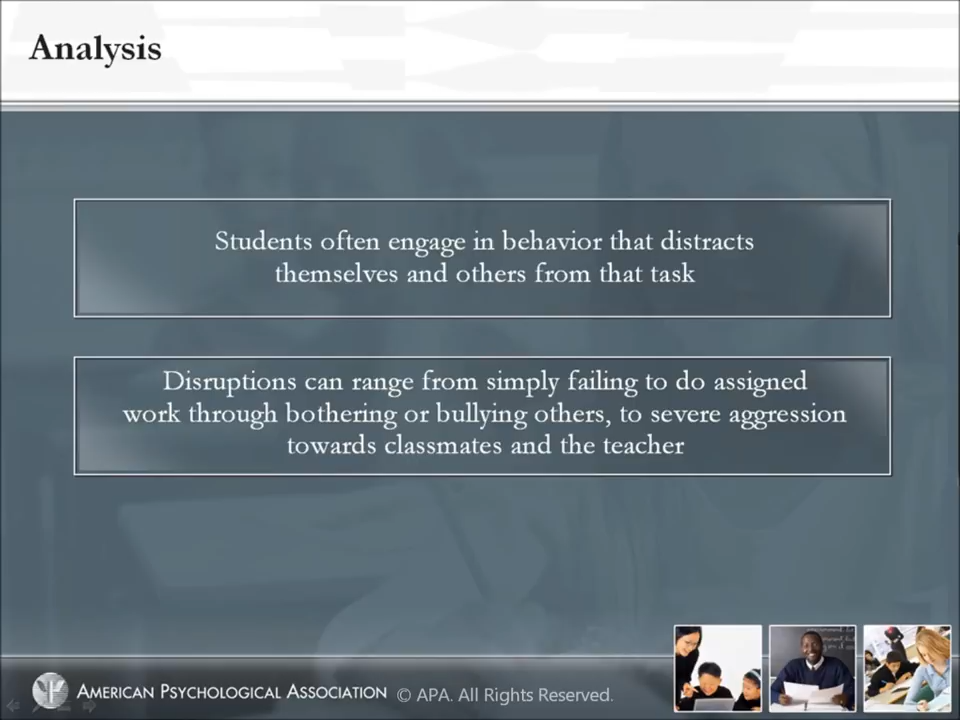 Analysis
Students often engage in behavior that distracts
themselves and others from that task
Disruptions can range from simply failing to do assigned
work through bothering or bullying others, to severe aggression
towards classmates and the teacher
AMERICAN PSYCHOLOGICAL ASSOCIATION © APA. All Rights Reserved.